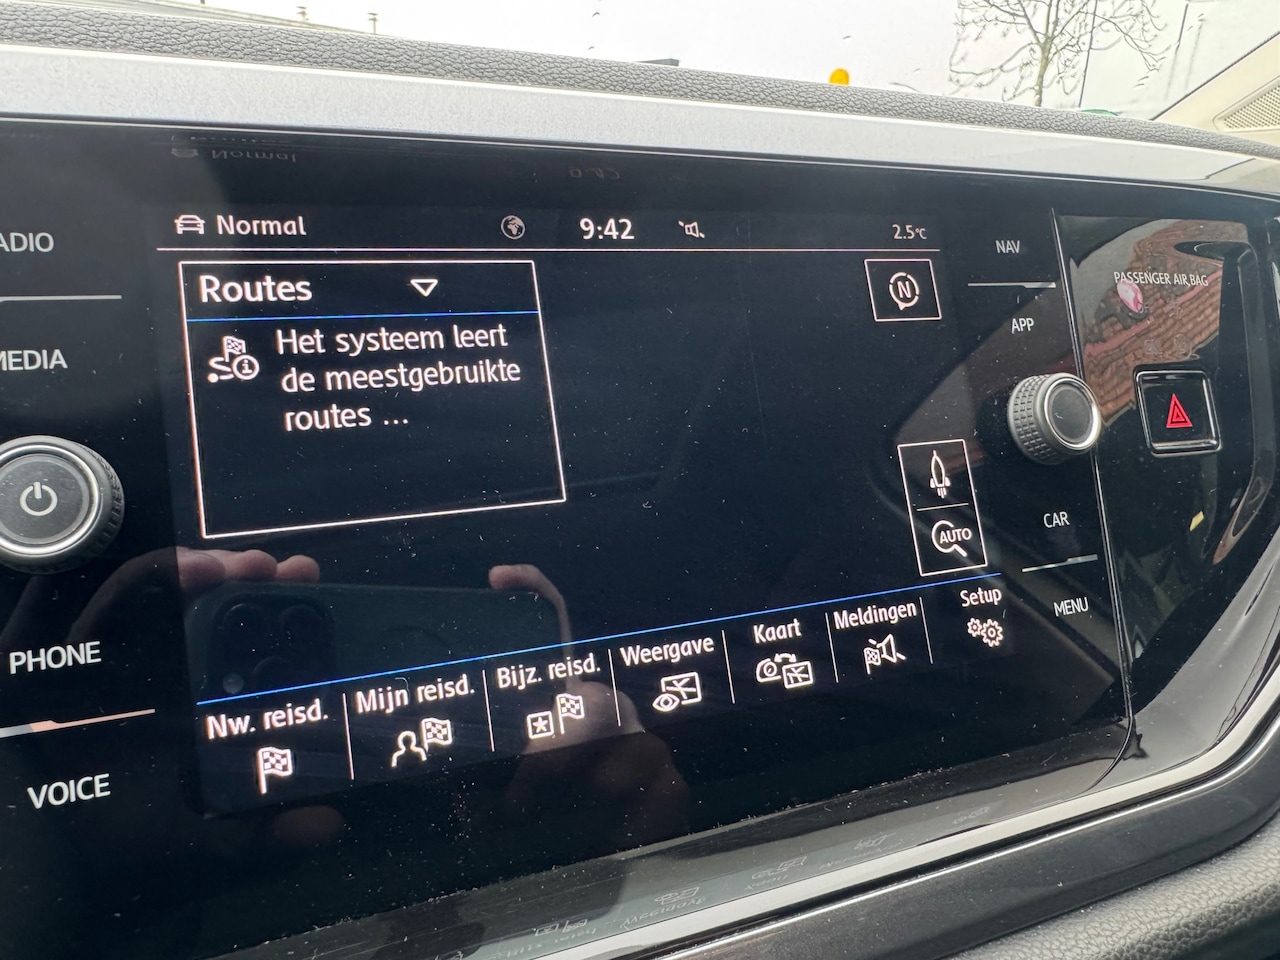 ADIO
MEDIA
PHONE
VOICE
Normal
9:42
2.5°C
Routes
Het systeem leert
de meestgebruikte
routes ...
N
AUTO
Nw. reisd.
Mijn reisd.
Bijz. reisd.
Weergave
Kaart
Meldingen
Setup
NAV
APP
CAR
MENU
PASSENGER AIR BAG